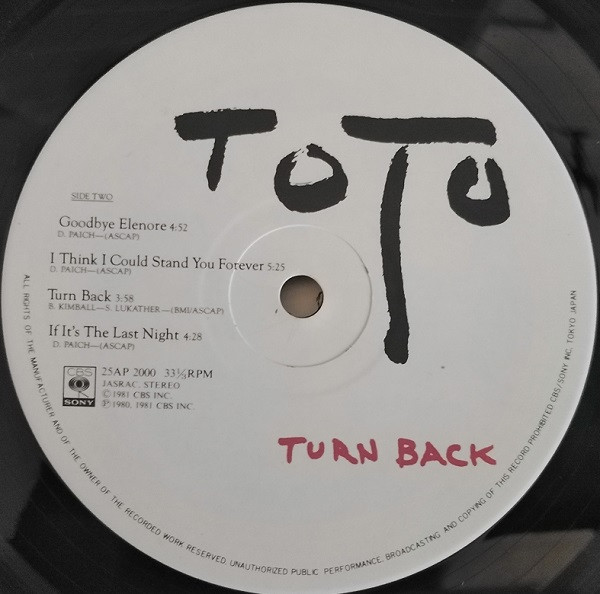 TOTO
SIDE TWO
Goodbye Elenore 4:52
D. PAICH—(ASCAP)
I Think I Could Stand You Forever 5:25
D. PAICH—(ASCAP)
Turn Back 3:58
B. KIMBALL—S. LUKATHER—(BMI/ASCAP)
If It's The Last Night 4:28
D. PAICH—(ASCAP)
CBS
SONY
25AP 2000 33⅓RPM
JASRAC, STEREO
Ⓒ1981 CBS INC.
Ⓟ1980, 1981 CBS INC.
TURN BACK
ALL RIGHTS OF THE MANUFACTURER AND OF THE OWNER OF THE RECORDED WORK RESERVED, UNAUTHORIZED PUBLIC PERFORMANCE, BROADCASTING AND COPYING OF THIS RECORD PROHIBITED CBS/SONY INC. TOKYO JAPAN